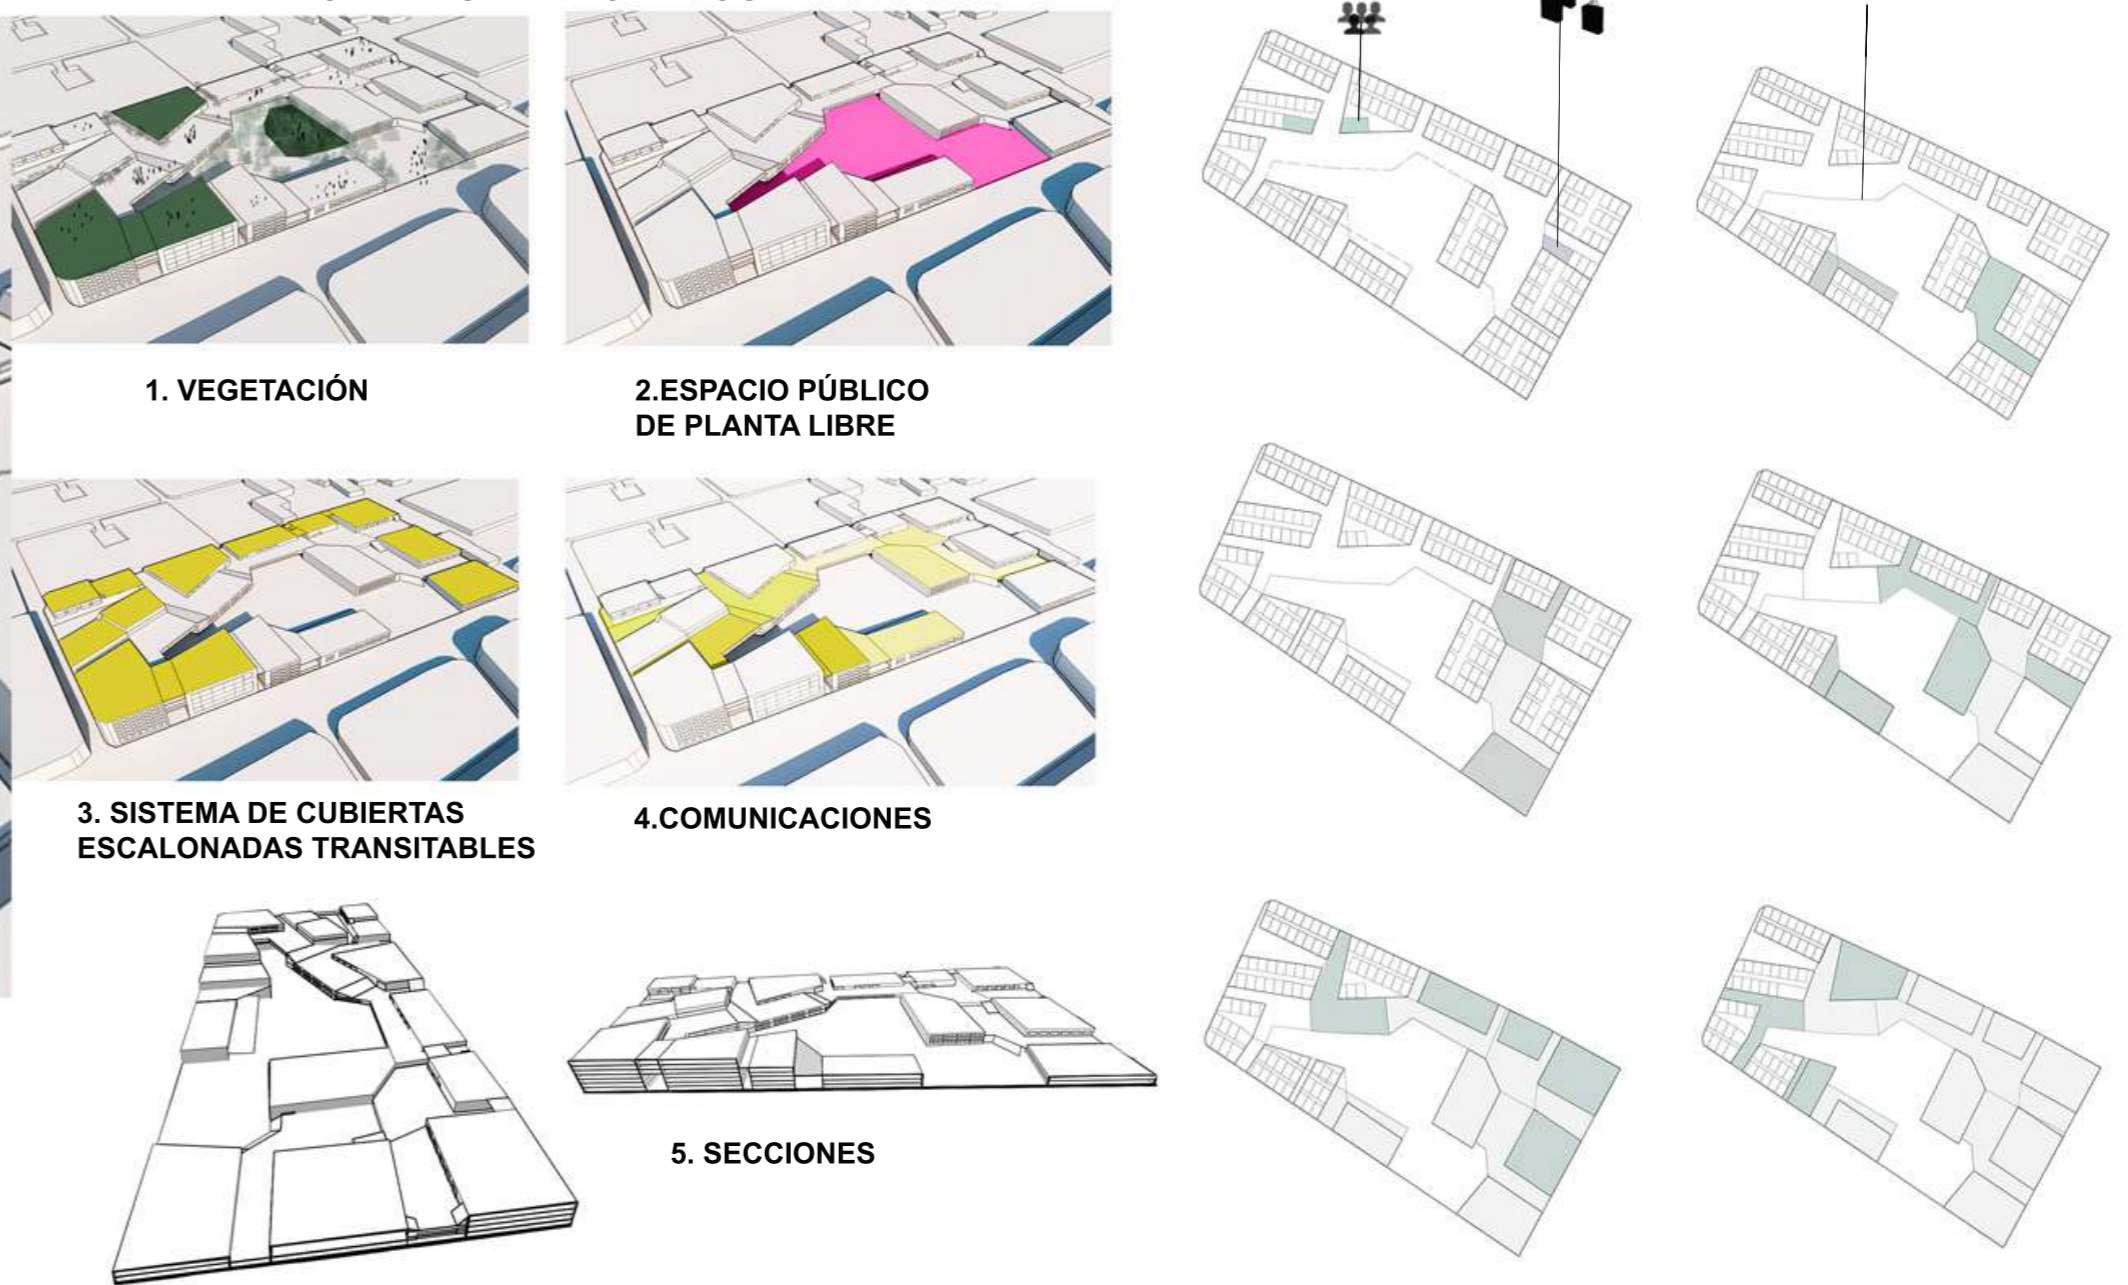 1. VEGETACIÓN
2.ESPACIO PÚBLICO
DE PLANTA LIBRE
3. SISTEMA DE CUBIERTAS
ESCALONADAS TRANSITABLES
4.COMUNICACIONES
5. SECCIONES